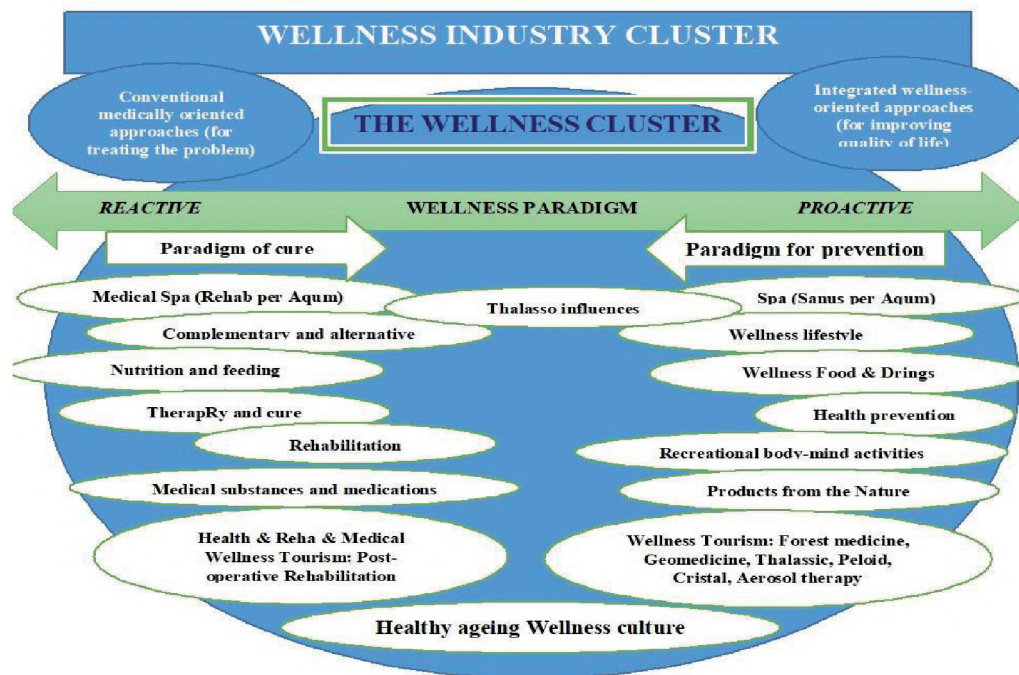 WELLNESS INDUSTRY CLUSTER
Conventional
medically oriented
approaches (for
treating the problem)
THE WELLNESS CLUSTER
Integrated wellness-
oriented approaches
(for improving
quality of life)
REACTIVE
WELLNESS PARADIGM
PROACTIVE
Paradigm of cure
Paradigm for prevention
Medical Spa (Rehab per Aqum)
Thalasso influences
Spa (Sanus per Aqum)
Complementary and alternative
Wellness lifestyle
Nutrition and feeding
Wellness Food & Drings
TherapRy and cure
Health prevention
Rehabilitation
Recreational body-mind activities
Medical substances and medications
Products from the Nature
Health & Reha & Medical
Wellness Tourism: Post-
operative Rehabilitation
Wellness Tourism: Forest medicine,
Geomedicine, Thalassic, Peloid,
Cristal, Aerosol therapy
Healthy ageing Wellness culture